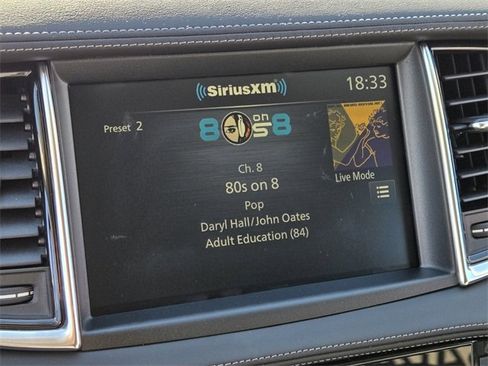 SiriusXM
18:33
Preset 2
8 on 8
80s
Ch. 8
80s on 8
Live Mode
Pop
Daryl Hall/John Oates
Adult Education (84)